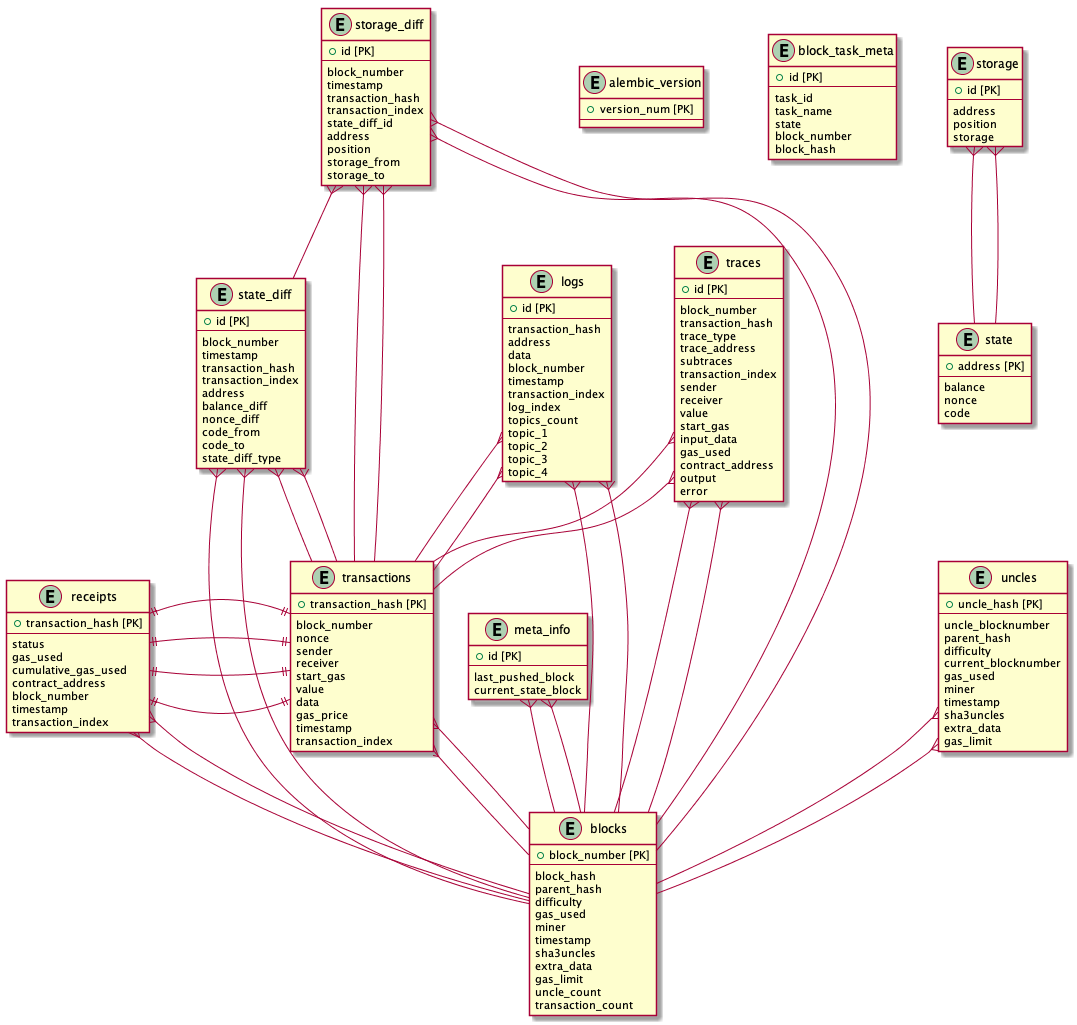 E storage_diff
id [PK]
block_number
timestamp
transaction_hash
transaction_index
state_diff_id
address
position
storage_from
storage_to
E alembic_version
version_num [PK]
E block_task_meta
id [PK]
task_id
task_name
state
block_number
block_hash
E storage
id [PK]
address
position
storage
E state_diff
id [PK]
block_number
timestamp
transaction_hash
transaction_index
address
balance_diff
nonce_diff
code_from
code_to
state_diff_type
E logs
id [PK]
transaction_hash
address
data
block_number
timestamp
transaction_index
log_index
topics_count
topic_1
topic_2
topic_3
topic_4
E traces
id [PK]
block_number
transaction_hash
trace_type
trace_address
subtraces
transaction_index
sender
receiver
value
start_gas
input_data
gas_used
contract_address
output
error
E state
address [PK]
balance
nonce
code
E receipts
transaction_hash [PK]
status
gas_used
cumulative_gas_used
contract_address
block_number
timestamp
transaction_index
E transactions
transaction_hash [PK]
block_number
nonce
sender
receiver
start_gas
value
data
gas_price
timestamp
transaction_index
E meta_info
id [PK]
last_pushed_block
current_state_block
E uncles
uncle_hash [PK]
uncle_blocknumber
parent_hash
difficulty
current_blocknumber
gas_used
miner
timestamp
sha3uncles
extra_data
gas_limit
E blocks
block_number [PK]
block_hash
parent_hash
difficulty
gas_used
miner
timestamp
sha3uncles
extra_data
gas_limit
uncle_count
transaction_count